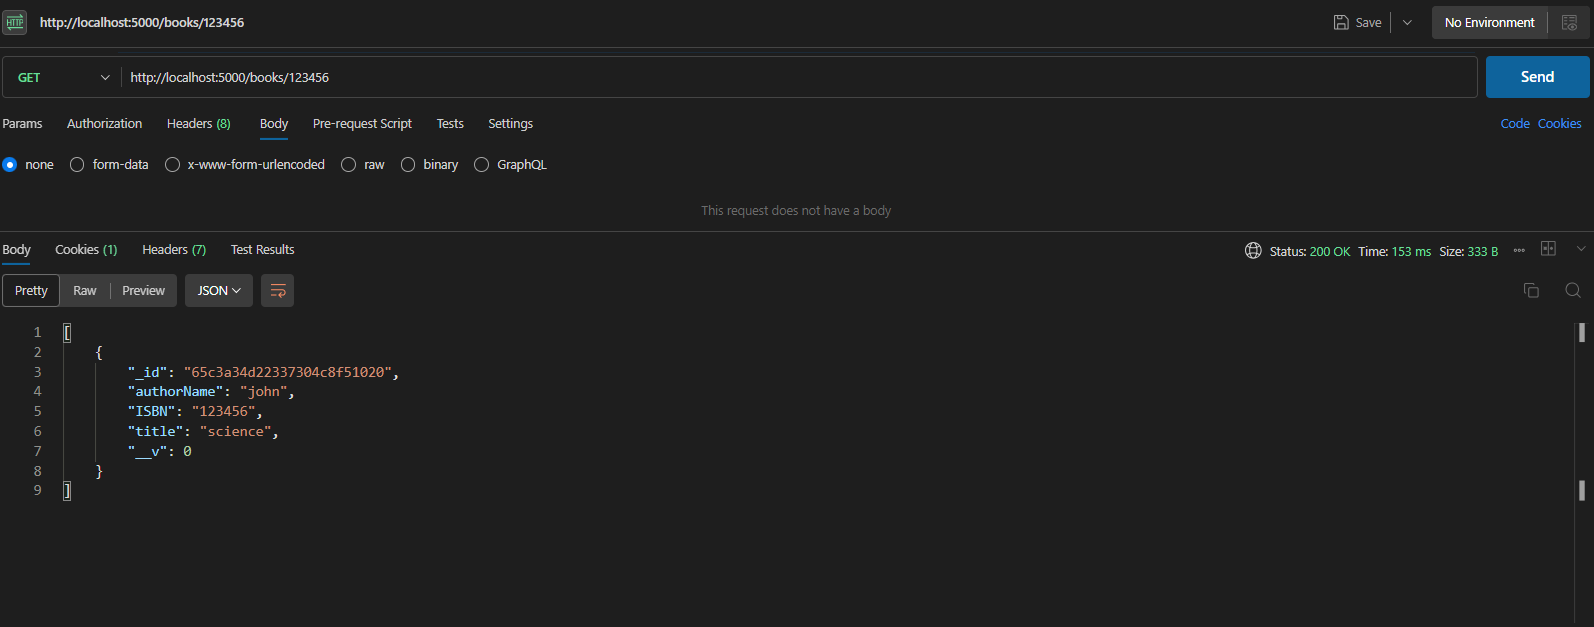 HTTP http://localhost:5000/books/123456 Save No Environment
GET http://localhost:5000/books/123456 Send
Params Authorization Headers (8) Body Pre-request Script Tests Settings Code Cookies
none form-data x-www-form-urlencoded raw binary GraphQL
This request does not have a body
Body Cookies (1) Headers (7) Test Results Status: 200 OK Time: 153 ms Size: 333 B
Pretty Raw Preview JSON
1 [
2 {
3 "_id": "65c3a34d22337304c8f51020",
4 "authorName": "john",
5 "ISBN": "123456",
6 "title": "science",
7 "__v": 0
8 }
9 ]